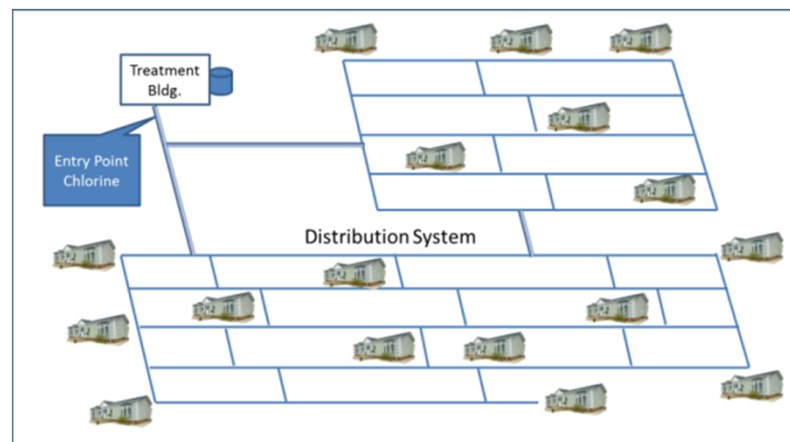 Treatment
Bldg.
Entry Point
Chlorine
Distribution System